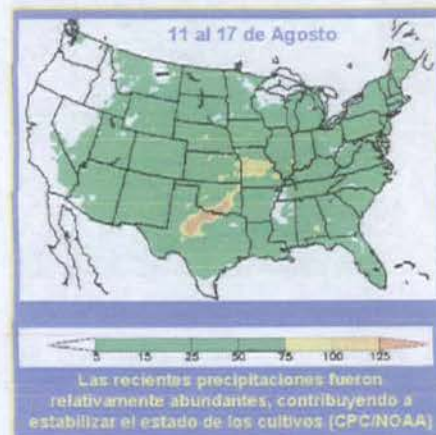 11 al 17 de Agosto
5 15 25 50 75 100 125
Las recientes precipitaciones fueron
relativamente abundantes, contribuyendo a
estabilizar el estado de los cultivos (CPC/NOAA)